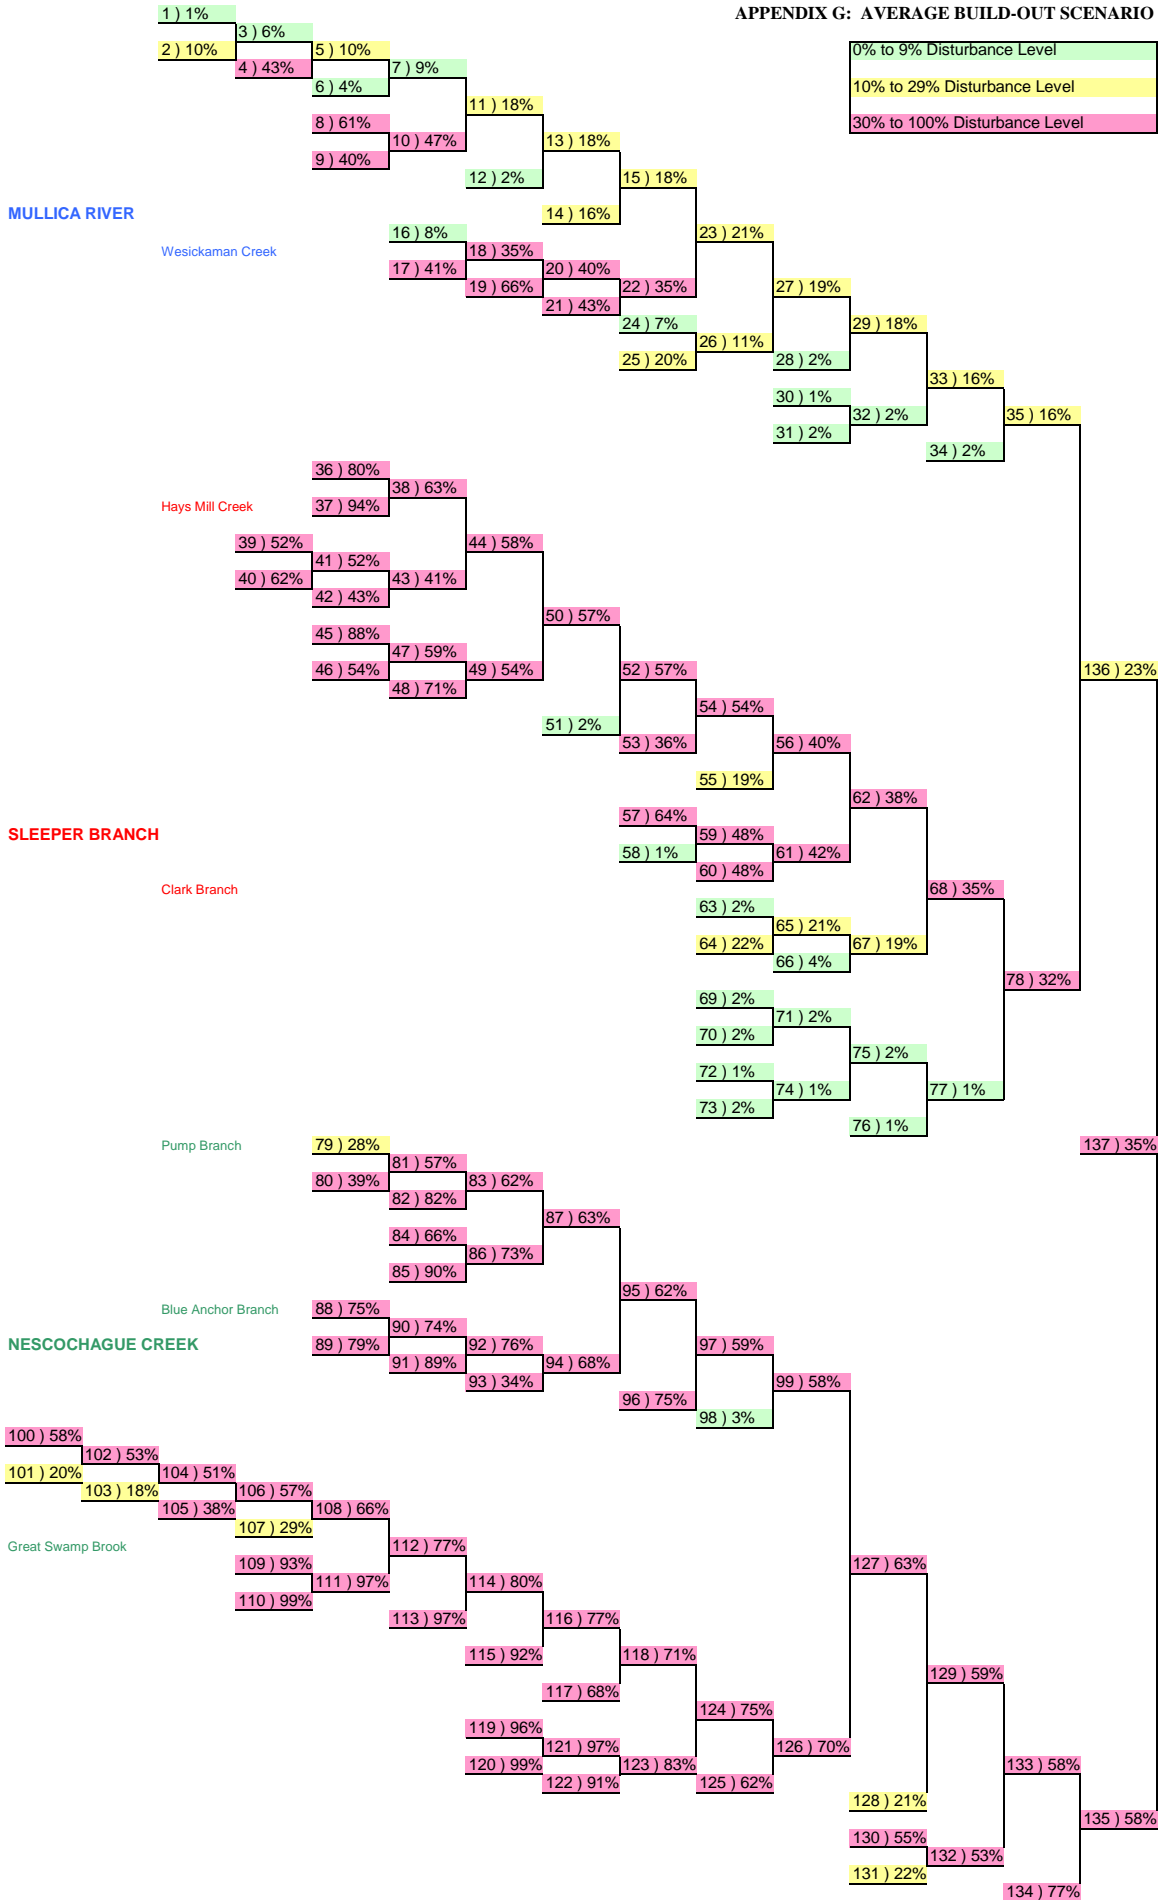 APPENDIX G: AVERAGE BUILD-OUT SCENARIO
1 ) 1%
3 ) 6%
2 ) 10%
5 ) 10%
0% to 9% Disturbance Level
4 ) 43%
7 ) 9%
6 ) 4%
10% to 29% Disturbance Level
11 ) 18%
8 ) 61%
30% to 100% Disturbance Level
10 ) 47%
13 ) 18%
9 ) 40%
12 ) 2%
15 ) 18%
MULLICA RIVER
14 ) 16%
16 ) 8%
23 ) 21%
Wesickaman Creek
18 ) 35%
17 ) 41%
20 ) 40%
19 ) 66%
22 ) 35%
27 ) 19%
21 ) 43%
24 ) 7%
29 ) 18%
26 ) 11%
25 ) 20%
28 ) 2%
33 ) 16%
30 ) 1%
32 ) 2%
35 ) 16%
31 ) 2%
34 ) 2%
36 ) 80%
38 ) 63%
Hays Mill Creek
37 ) 94%
39 ) 52%
44 ) 58%
41 ) 52%
40 ) 62%
43 ) 41%
42 ) 43%
50 ) 57%
45 ) 88%
47 ) 59%
46 ) 54%
49 ) 54%
52 ) 57%
136 ) 23%
48 ) 71%
54 ) 54%
51 ) 2%
53 ) 36%
56 ) 40%
55 ) 19%
62 ) 38%
57 ) 64%
SLEEPER BRANCH
59 ) 48%
58 ) 1%
61 ) 42%
60 ) 48%
Clark Branch
68 ) 35%
63 ) 2%
65 ) 21%
64 ) 22%
67 ) 19%
66 ) 4%
78 ) 32%
69 ) 2%
71 ) 2%
70 ) 2%
75 ) 2%
72 ) 1%
74 ) 1%
77 ) 1%
73 ) 2%
76 ) 1%
Pump Branch
79 ) 28%
137 ) 35%
81 ) 57%
80 ) 39%
83 ) 62%
82 ) 82%
87 ) 63%
84 ) 66%
86 ) 73%
85 ) 90%
95 ) 62%
Blue Anchor Branch
88 ) 75%
90 ) 74%
NESCOCHAGUE CREEK
89 ) 79%
92 ) 76%
97 ) 59%
91 ) 89%
94 ) 68%
93 ) 34%
99 ) 58%
96 ) 75%
98 ) 3%
100 ) 58%
102 ) 53%
101 ) 20%
104 ) 51%
103 ) 18%
106 ) 57%
105 ) 38%
108 ) 66%
107 ) 29%
Great Swamp Brook
112 ) 77%
109 ) 93%
127 ) 63%
111 ) 97%
114 ) 80%
110 ) 99%
113 ) 97%
116 ) 77%
115 ) 92%
118 ) 71%
129 ) 59%
117 ) 68%
124 ) 75%
119 ) 96%
121 ) 97%
126 ) 70%
120 ) 99%
123 ) 83%
133 ) 58%
122 ) 91%
125 ) 62%
128 ) 21%
135 ) 58%
130 ) 55%
132 ) 53%
131 ) 22%
134 ) 77%